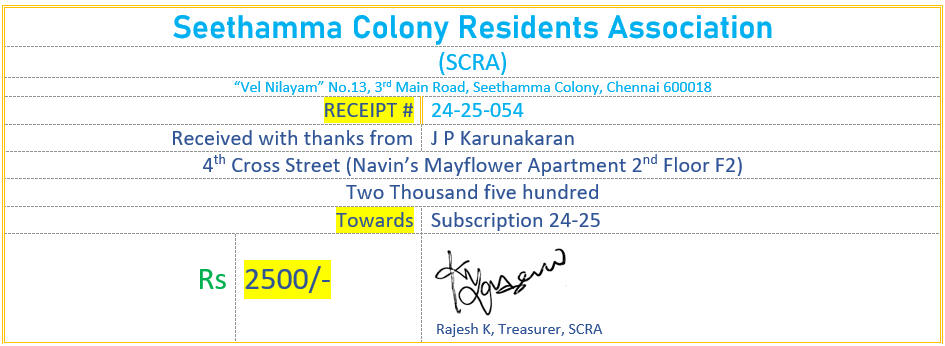 Seethamma Colony Residents Association
(SCRA)
“Vel Nilayam” No.13, 3rd Main Road, Seethamma Colony, Chennai 600018
RECEIPT # 24-25-054
Received with thanks from J P Karunakaran
4th Cross Street (Navin’s Mayflower Apartment 2nd Floor F2)
Two Thousand five hundred
Towards Subscription 24-25
Rs 2500/-
Rajesh K, Treasurer, SCRA